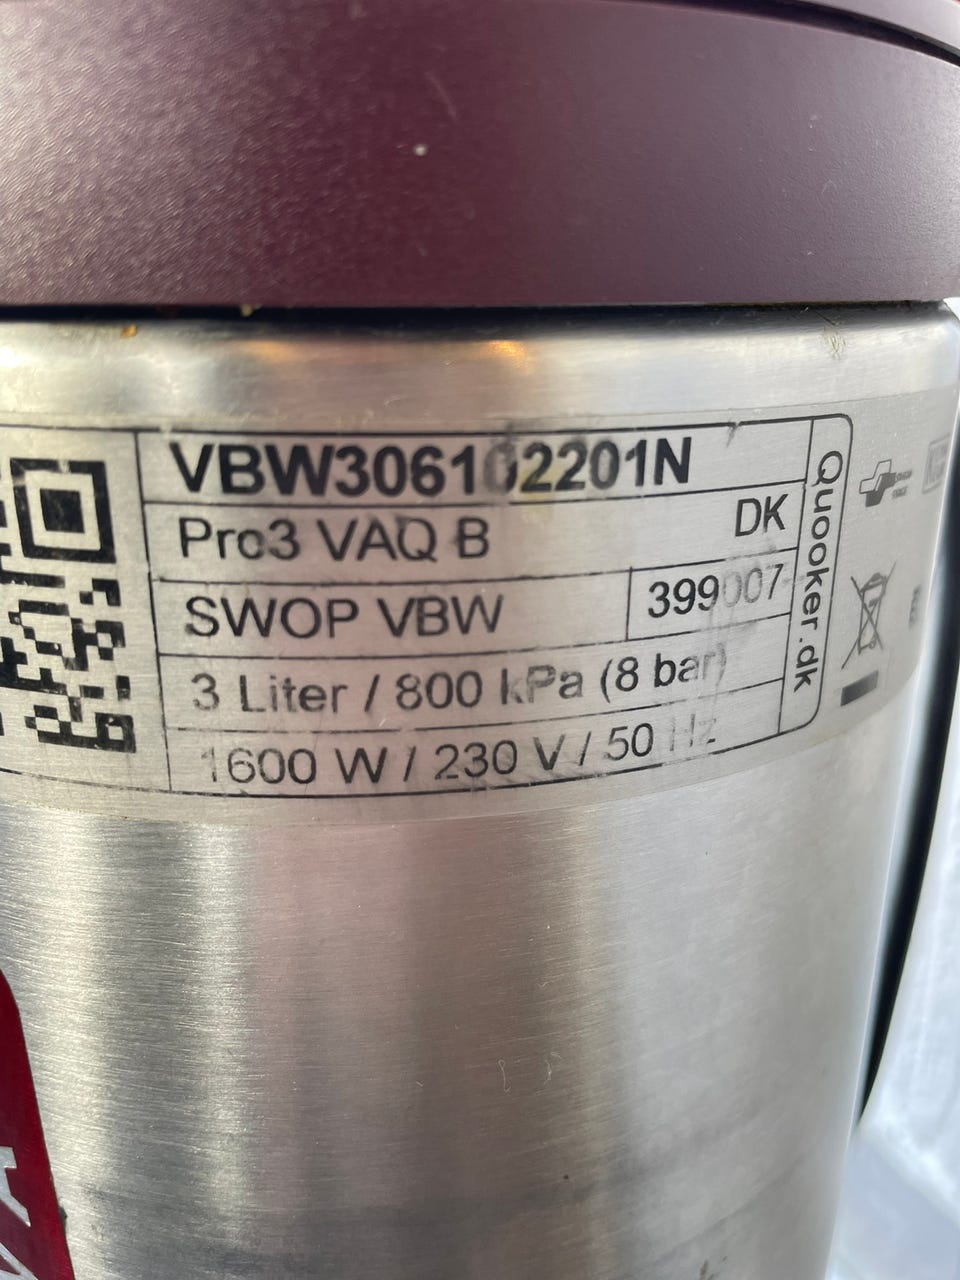 VBW306102201N
Pro3 VAQ B DK
SWOP VBW 399007
3 Liter / 800 kPa (8 bar)
1600 W / 230 V / 50 Hz
Quooker.dk